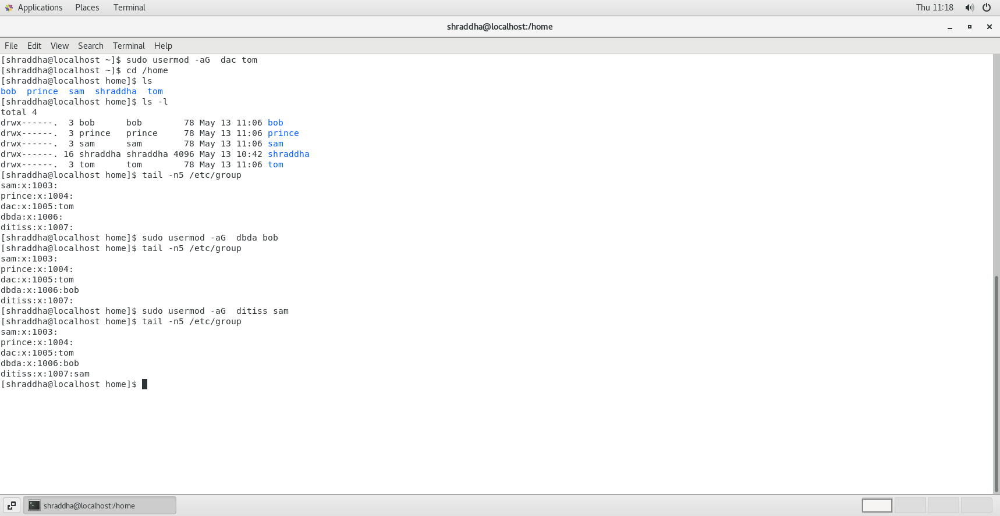 Applications Places Terminal Thu 11:18
shraddha@localhost:/home
File Edit View Search Terminal Help
[shraddha@localhost ~]$ sudo usermod -aG  dac tom
[shraddha@localhost ~]$ cd /home
[shraddha@localhost home]$ ls
bob  prince  sam  shraddha  tom
[shraddha@localhost home]$ ls -l
total 4
drwx------.  3 bob      bob        78 May 13 11:06 bob
drwx------.  3 prince   prince     78 May 13 11:06 prince
drwx------.  3 sam      sam        78 May 13 11:06 sam
drwx------. 16 shraddha shraddha 4096 May 13 10:42 shraddha
drwx------.  3 tom      tom        78 May 13 11:06 tom
[shraddha@localhost home]$ tail -n5 /etc/group
sam:x:1003:
prince:x:1004:
dac:x:1005:tom
dbda:x:1006:
ditiss:x:1007:
[shraddha@localhost home]$ sudo usermod -aG  dbda bob
[shraddha@localhost home]$ tail -n5 /etc/group
sam:x:1003:
prince:x:1004:
dac:x:1005:tom
dbda:x:1006:bob
ditiss:x:1007:
[shraddha@localhost home]$ sudo usermod -aG  ditiss sam
[shraddha@localhost home]$ tail -n5 /etc/group
sam:x:1003:
prince:x:1004:
dac:x:1005:tom
dbda:x:1006:bob
ditiss:x:1007:sam
[shraddha@localhost home]$
shraddha@localhost:/home